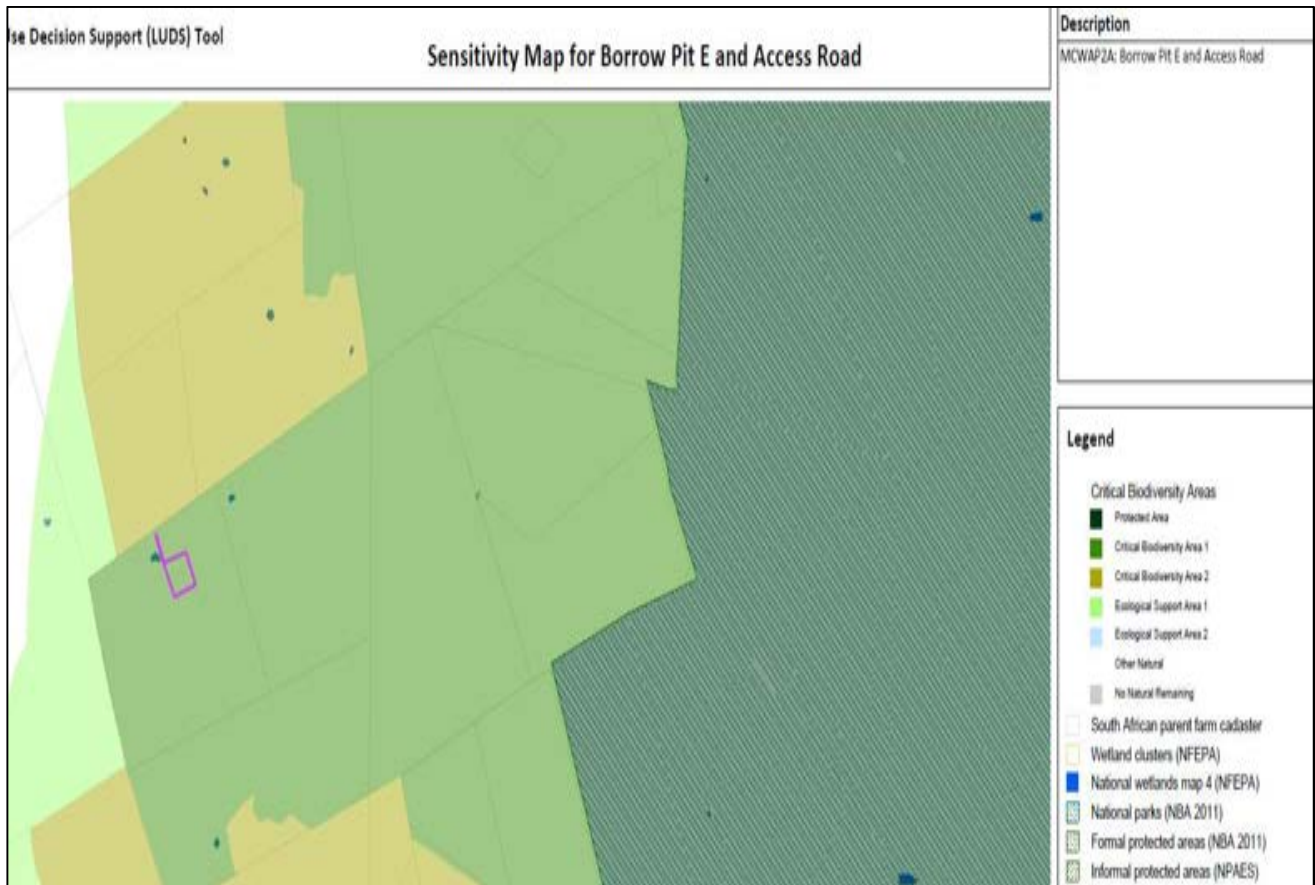 Use Decision Support (LUDS) Tool
Sensitivity Map for Borrow Pit E and Access Road
Description
MCWAP2A: Borrow Pit E and Access Road
Legend
Critical Biodiversity Areas
Protected Area
Critical Biodiversity Area 1
Critical Biodiversity Area 2
Ecological Support Area 1
Ecological Support Area 2
Other Natural
No Natural Remaining
South African parent farm cadaster
Wetland clusters (NFEPA)
National wetlands map 4 (NFEPA)
National parks (NBA 2011)
Formal protected areas (NBA 2011)
Informal protected areas (NPAES)